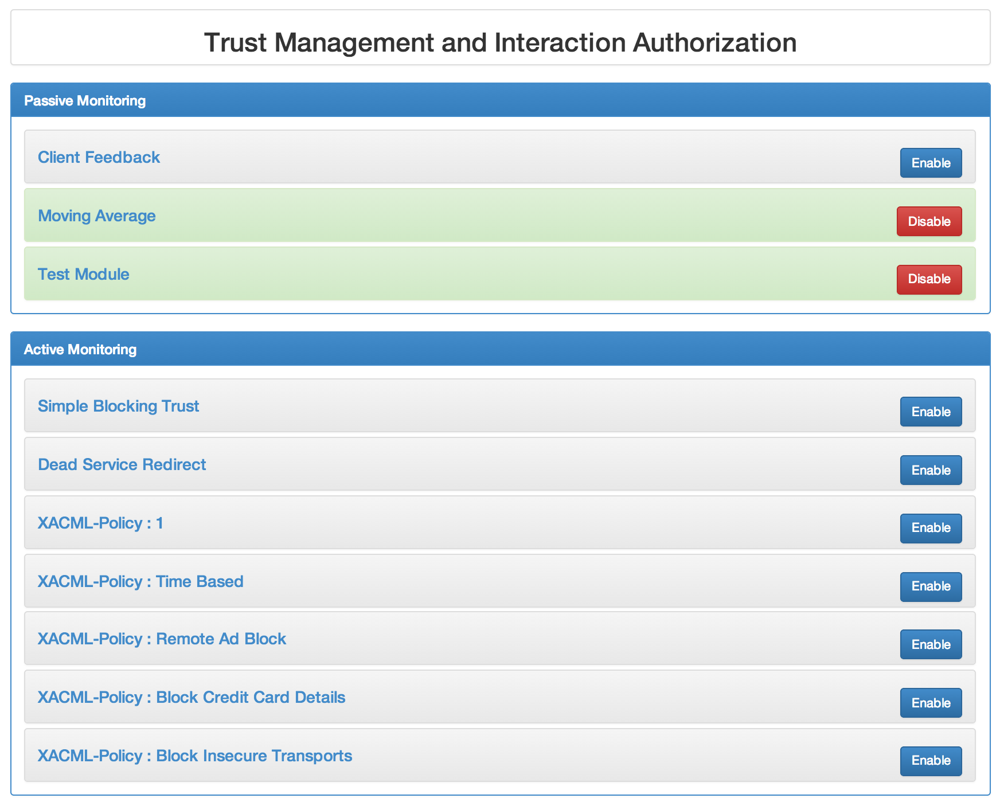 Trust Management and Interaction Authorization
Passive Monitoring
Client Feedback
Enable
Moving Average
Disable
Test Module
Disable
Active Monitoring
Simple Blocking Trust
Enable
Dead Service Redirect
Enable
XACML-Policy : 1
Enable
XACML-Policy : Time Based
Enable
XACML-Policy : Remote Ad Block
Enable
XACML-Policy : Block Credit Card Details
Enable
XACML-Policy : Block Insecure Transports
Enable